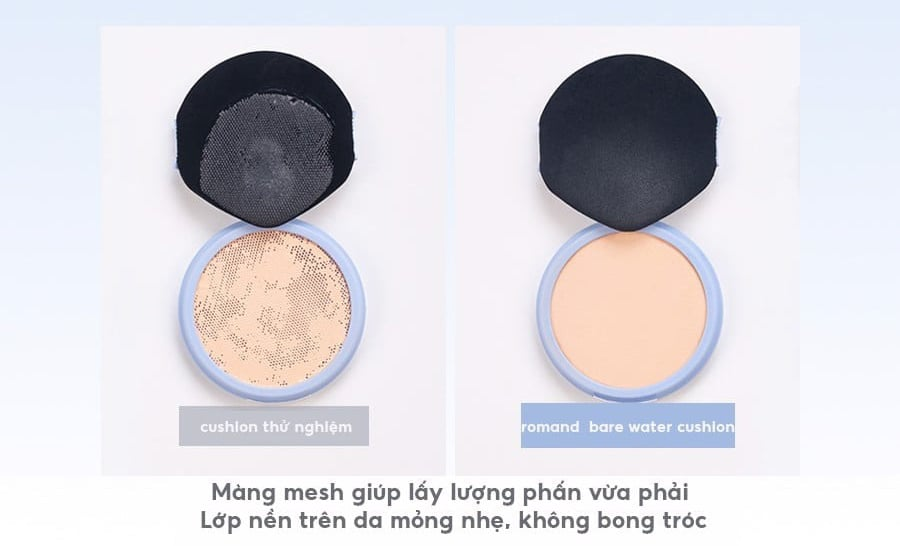 cushion thử nghiệm
romand bare water cushion
Màng mesh giúp lấy lượng phấn vừa phải
Lớp nền trên da mỏng nhẹ, không bong tróc